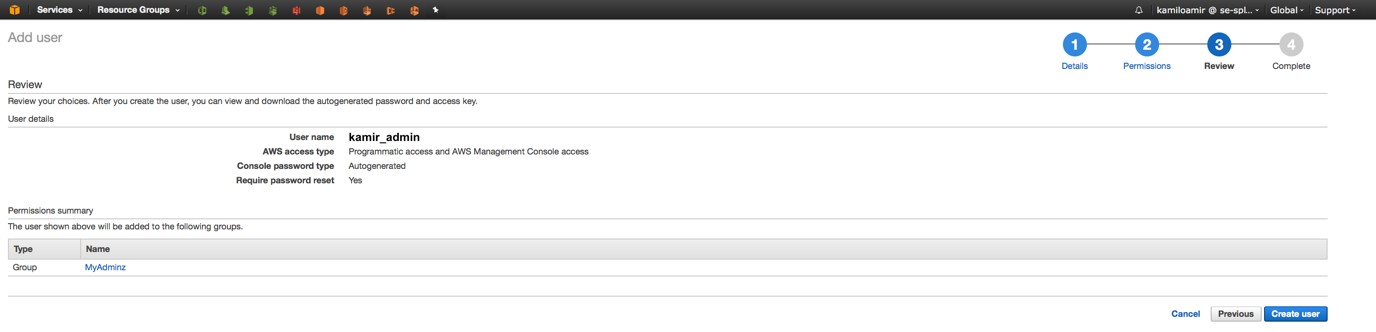 Services Resource Groups kamiloamir @ se-spl... Global Support
Add user
1 2 3 4
Details Permissions Review Complete
Review
Review your choices. After you create the user, you can view and download the autogenerated password and access key.
User details
User name kamir_admin
AWS access type Programmatic access and AWS Management Console access
Console password type Autogenerated
Require password reset Yes
Permissions summary
The user shown above will be added to the following groups.
Type Name
Group MyAdminz
Cancel Previous Create user